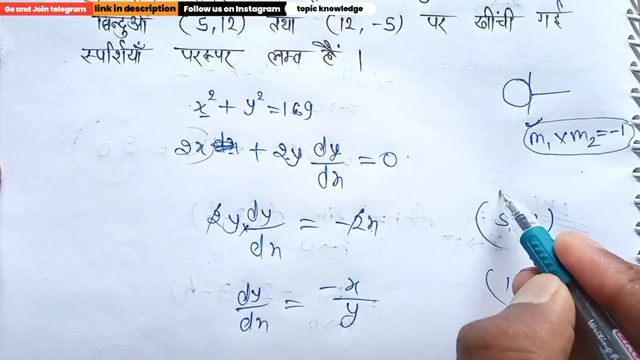 Go and Join telegram link in description Follow us on Instagram topic knowledge
बिन्दुओं (5,12) तथा (12, -5) पर खींची गई
स्पर्शियाँ परस्पर लम्ब हैं ।
x² + y² = 169
m₁ × m₂ = -1
2x + 2y dy/dx = 0
2y dy/dx = -2x
(5,
dy/dx = -x/y
(1